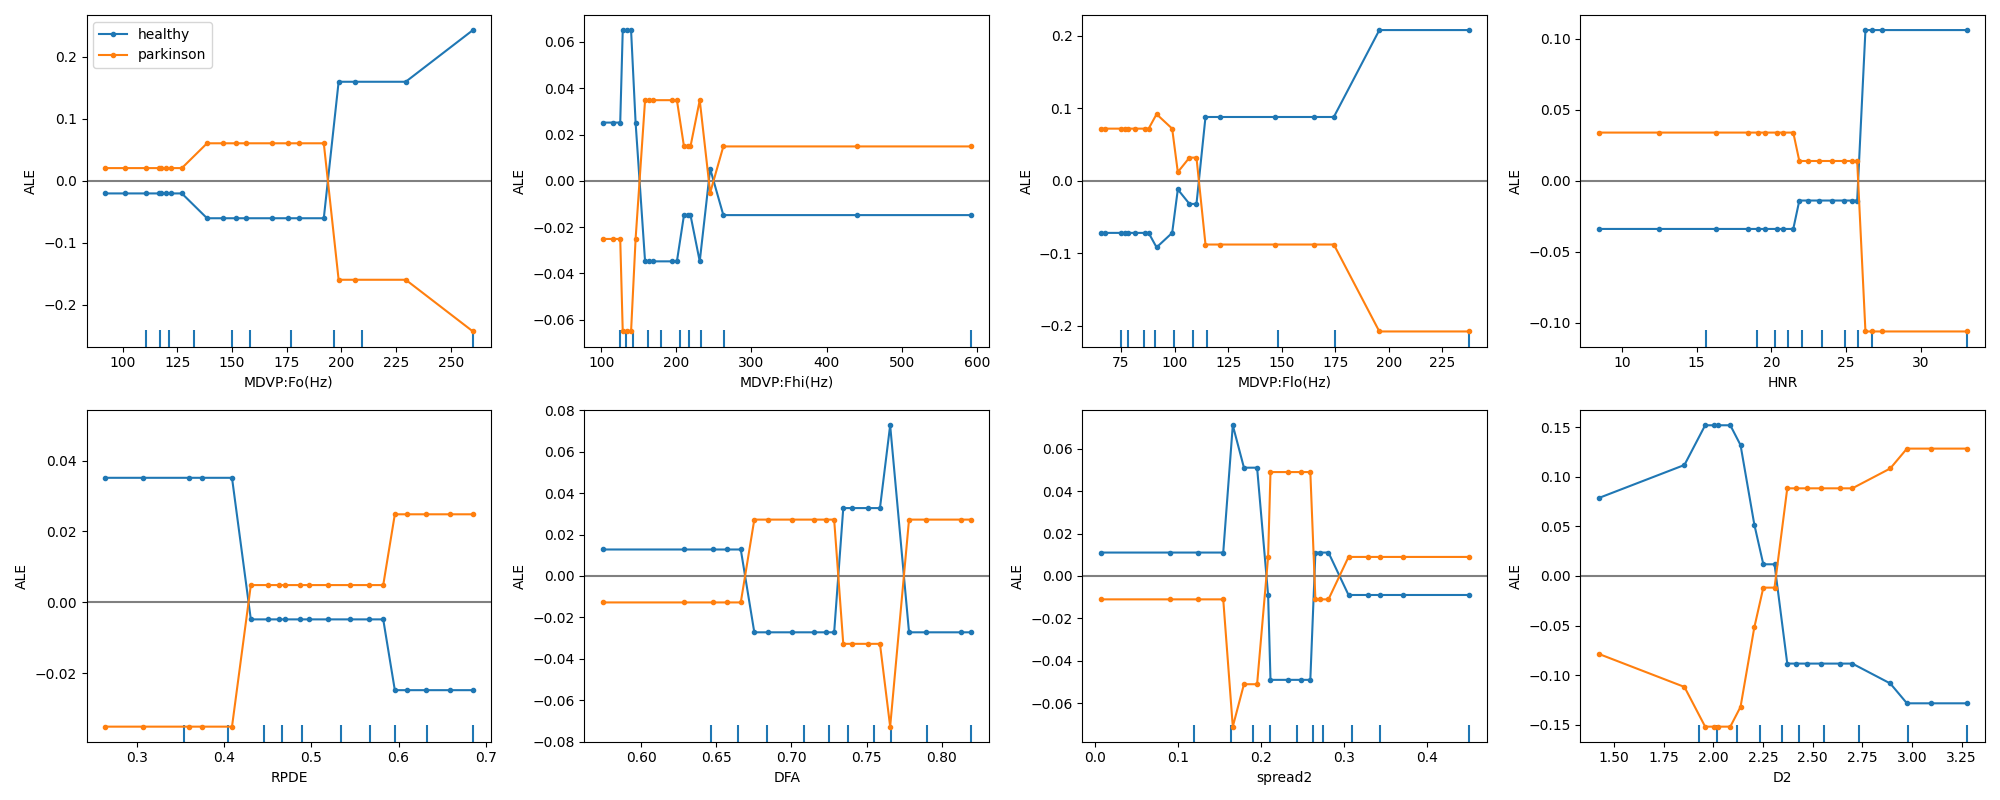 healthy
parkinson
ALE
0.2
0.1
0.0
−0.1
−0.2
100 125 150 175 200 225 250
MDVP:Fo(Hz)
ALE
0.06
0.04
0.02
0.00
−0.02
−0.04
−0.06
100 200 300 400 500 600
MDVP:Fhi(Hz)
ALE
0.2
0.1
0.0
−0.1
−0.2
75 100 125 150 175 200 225
MDVP:Flo(Hz)
ALE
0.10
0.05
0.00
−0.05
−0.10
10 15 20 25 30
HNR
ALE
0.04
0.02
0.00
−0.02
0.3 0.4 0.5 0.6 0.7
RPDE
ALE
0.08
0.06
0.04
0.02
0.00
−0.02
−0.04
−0.06
−0.08
0.60 0.65 0.70 0.75 0.80
DFA
ALE
0.06
0.04
0.02
0.00
−0.02
−0.04
−0.06
0.0 0.1 0.2 0.3 0.4
spread2
ALE
0.15
0.10
0.05
0.00
−0.05
−0.10
−0.15
1.50 1.75 2.00 2.25 2.50 2.75 3.00 3.25
D2